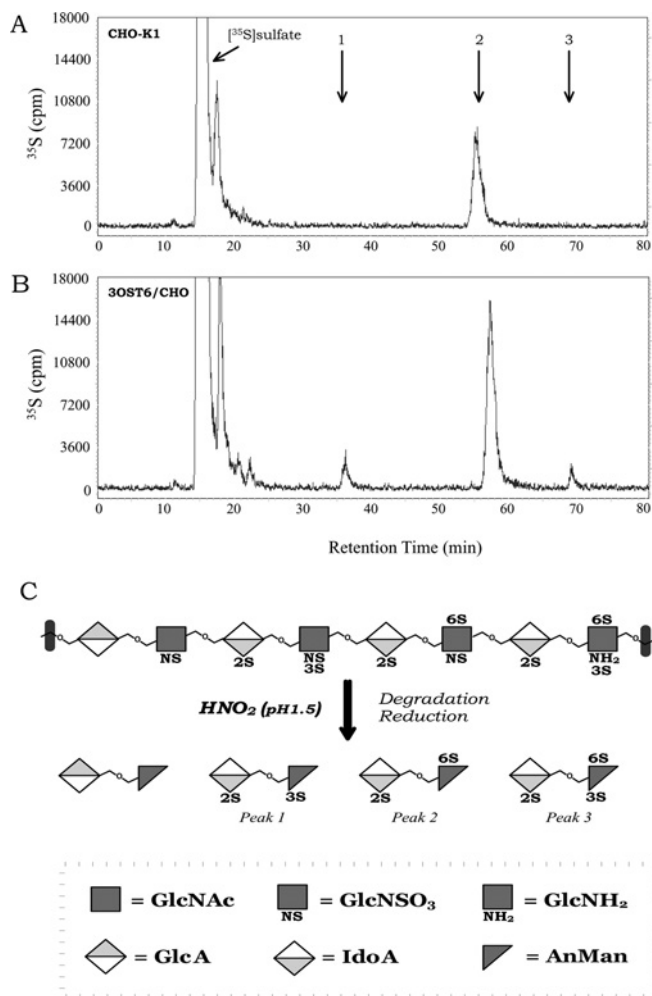 A
CHO-K1
[³⁵S]sulfate
1 2 3
³⁵S (cpm)
18000
14400
10800
7200
3600
0
0 10 20 30 40 50 60 70 80
B
3OST6/CHO
³⁵S (cpm)
18000
14400
10800
7200
3600
0
0 10 20 30 40 50 60 70 80
Retention Time (min)
C
6S 6S
o o o o o o o o
NS 2S NS 2S NS 2S NH₂
3S 3S
HNO₂ (pH1.5)
Degradation
Reduction
6S 6S
o o o o
2S 3S 2S 2S 3S
Peak 1 Peak 2 Peak 3
= GlcNAc
NS = GlcNSO₃
NH₂ = GlcNH₂
= GlcA
= IdoA
= AnMan